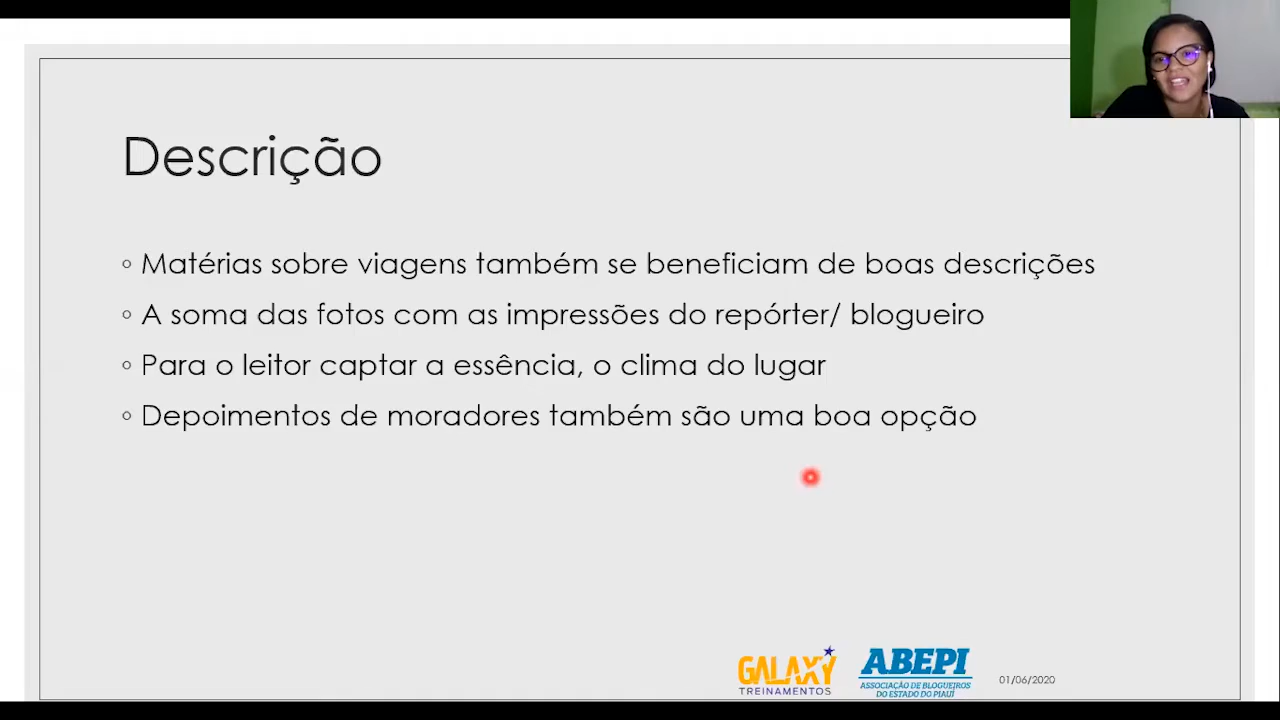 Descrição
◦ Matérias sobre viagens também se beneficiam de boas descrições
◦ A soma das fotos com as impressões do repórter/ blogueiro
◦ Para o leitor captar a essência, o clima do lugar
◦ Depoimentos de moradores também são uma boa opção
GALAXY
TREINAMENTOS
ABEPI
ASSOCIAÇÃO DE BLOGUEIROS
DO ESTADO DO PIAUÍ
01/06/2020